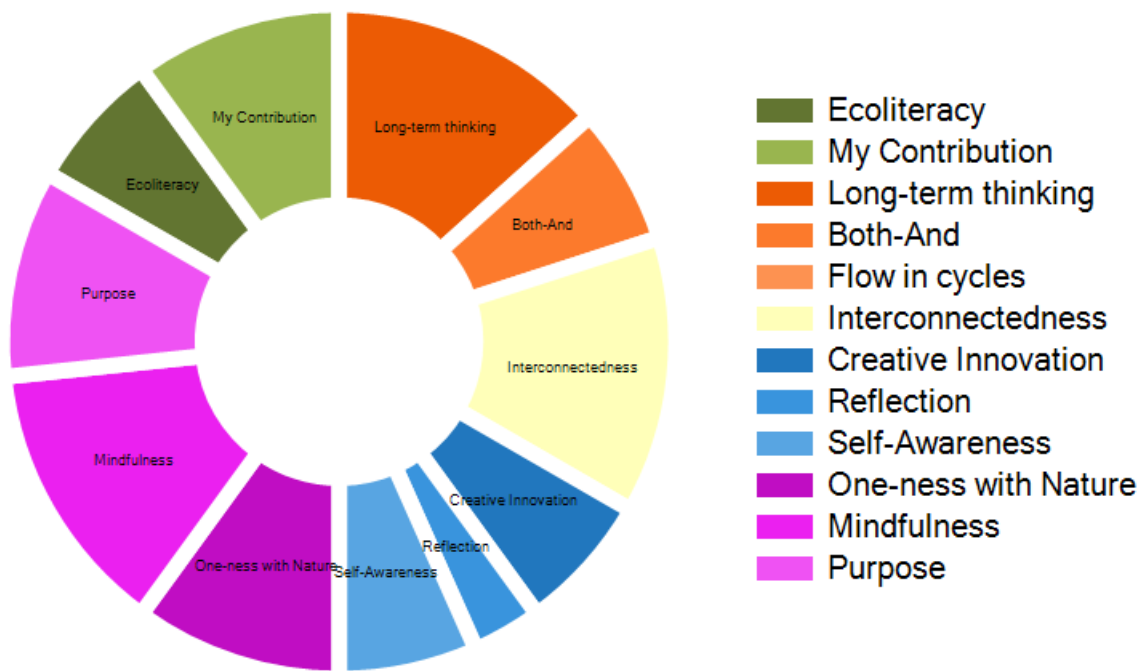 My Contribution
Long-term thinking
Ecoliteracy
Both-And
Purpose
Interconnectedness
Mindfulness
Creative Innovation
Reflection
One-ness with Nature
Self-Awareness
Ecoliteracy
My Contribution
Long-term thinking
Both-And
Flow in cycles
Interconnectedness
Creative Innovation
Reflection
Self-Awareness
One-ness with Nature
Mindfulness
Purpose